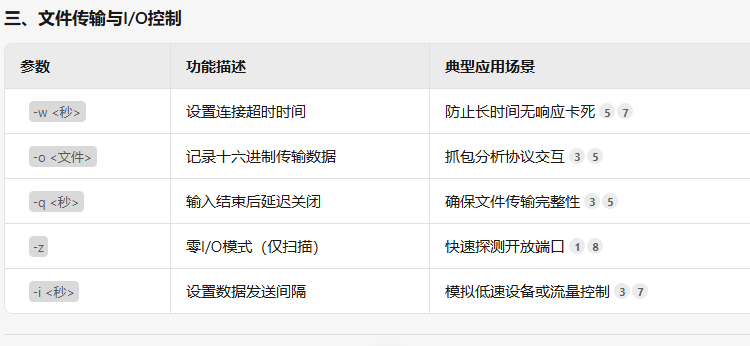 三、文件传输与I/O控制
参数 功能描述 典型应用场景
-w <秒> 设置连接超时时间 防止长时间无响应卡死 5 7
-o <文件> 记录十六进制传输数据 抓包分析协议交互 3 5
-q <秒> 输入结束后延迟关闭 确保文件传输完整性 3 5
-z 零I/O模式（仅扫描） 快速探测开放端口 1 8
-i <秒> 设置数据发送间隔 模拟低速设备或流量控制 3 7